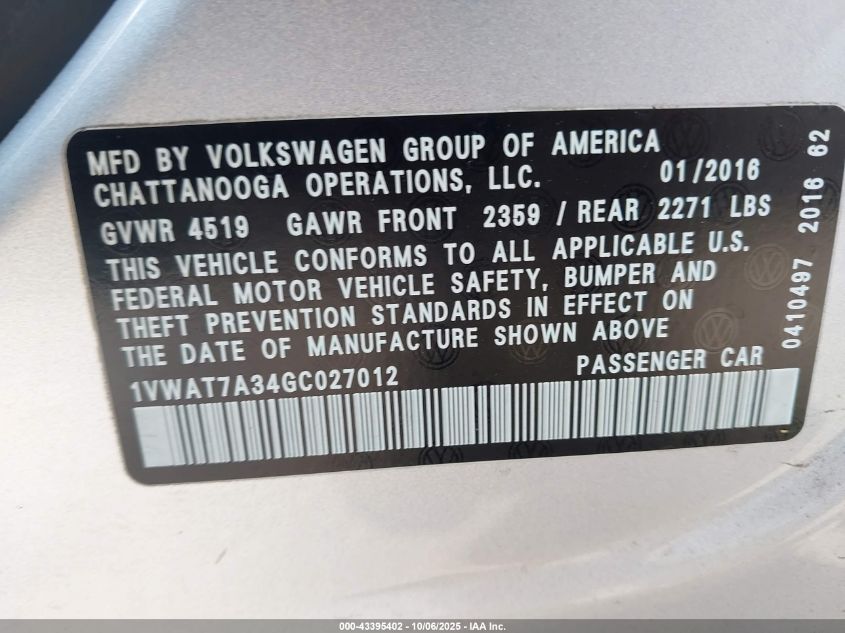 MFD BY VOLKSWAGEN GROUP OF AMERICA
CHATTANOOGA OPERATIONS, LLC. 01/2016
GVWR 4519 GAWR FRONT 2359 / REAR 2271 LBS
THIS VEHICLE CONFORMS TO ALL APPLICABLE U.S.
FEDERAL MOTOR VEHICLE SAFETY, BUMPER AND
THEFT PREVENTION STANDARDS IN EFFECT ON
THE DATE OF MANUFACTURE SHOWN ABOVE
1VWAT7A34GC027012 PASSENGER CAR
0410497 2016 62
000-43395402 - 10/06/2025 - IAA Inc.